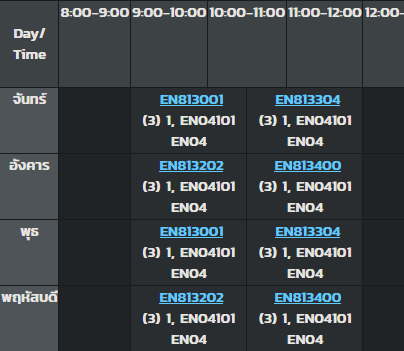 Day/
Time
8:00-9:00 9:00-10:00 10:00-11:00 11:00-12:00 12:00-
จันทร์
EN813001 EN813304
(3) 1, EN04101 (3) 1, EN04101
EN04 EN04
อังคาร
EN813202 EN813400
(3) 1, EN04101 (3) 1, EN04101
EN04 EN04
พุธ
EN813001 EN813304
(3) 1, EN04101 (3) 1, EN04101
EN04 EN04
พฤหัสบดี
EN813202 EN813400
(3) 1, EN04101 (3) 1, EN04101
EN04 EN04